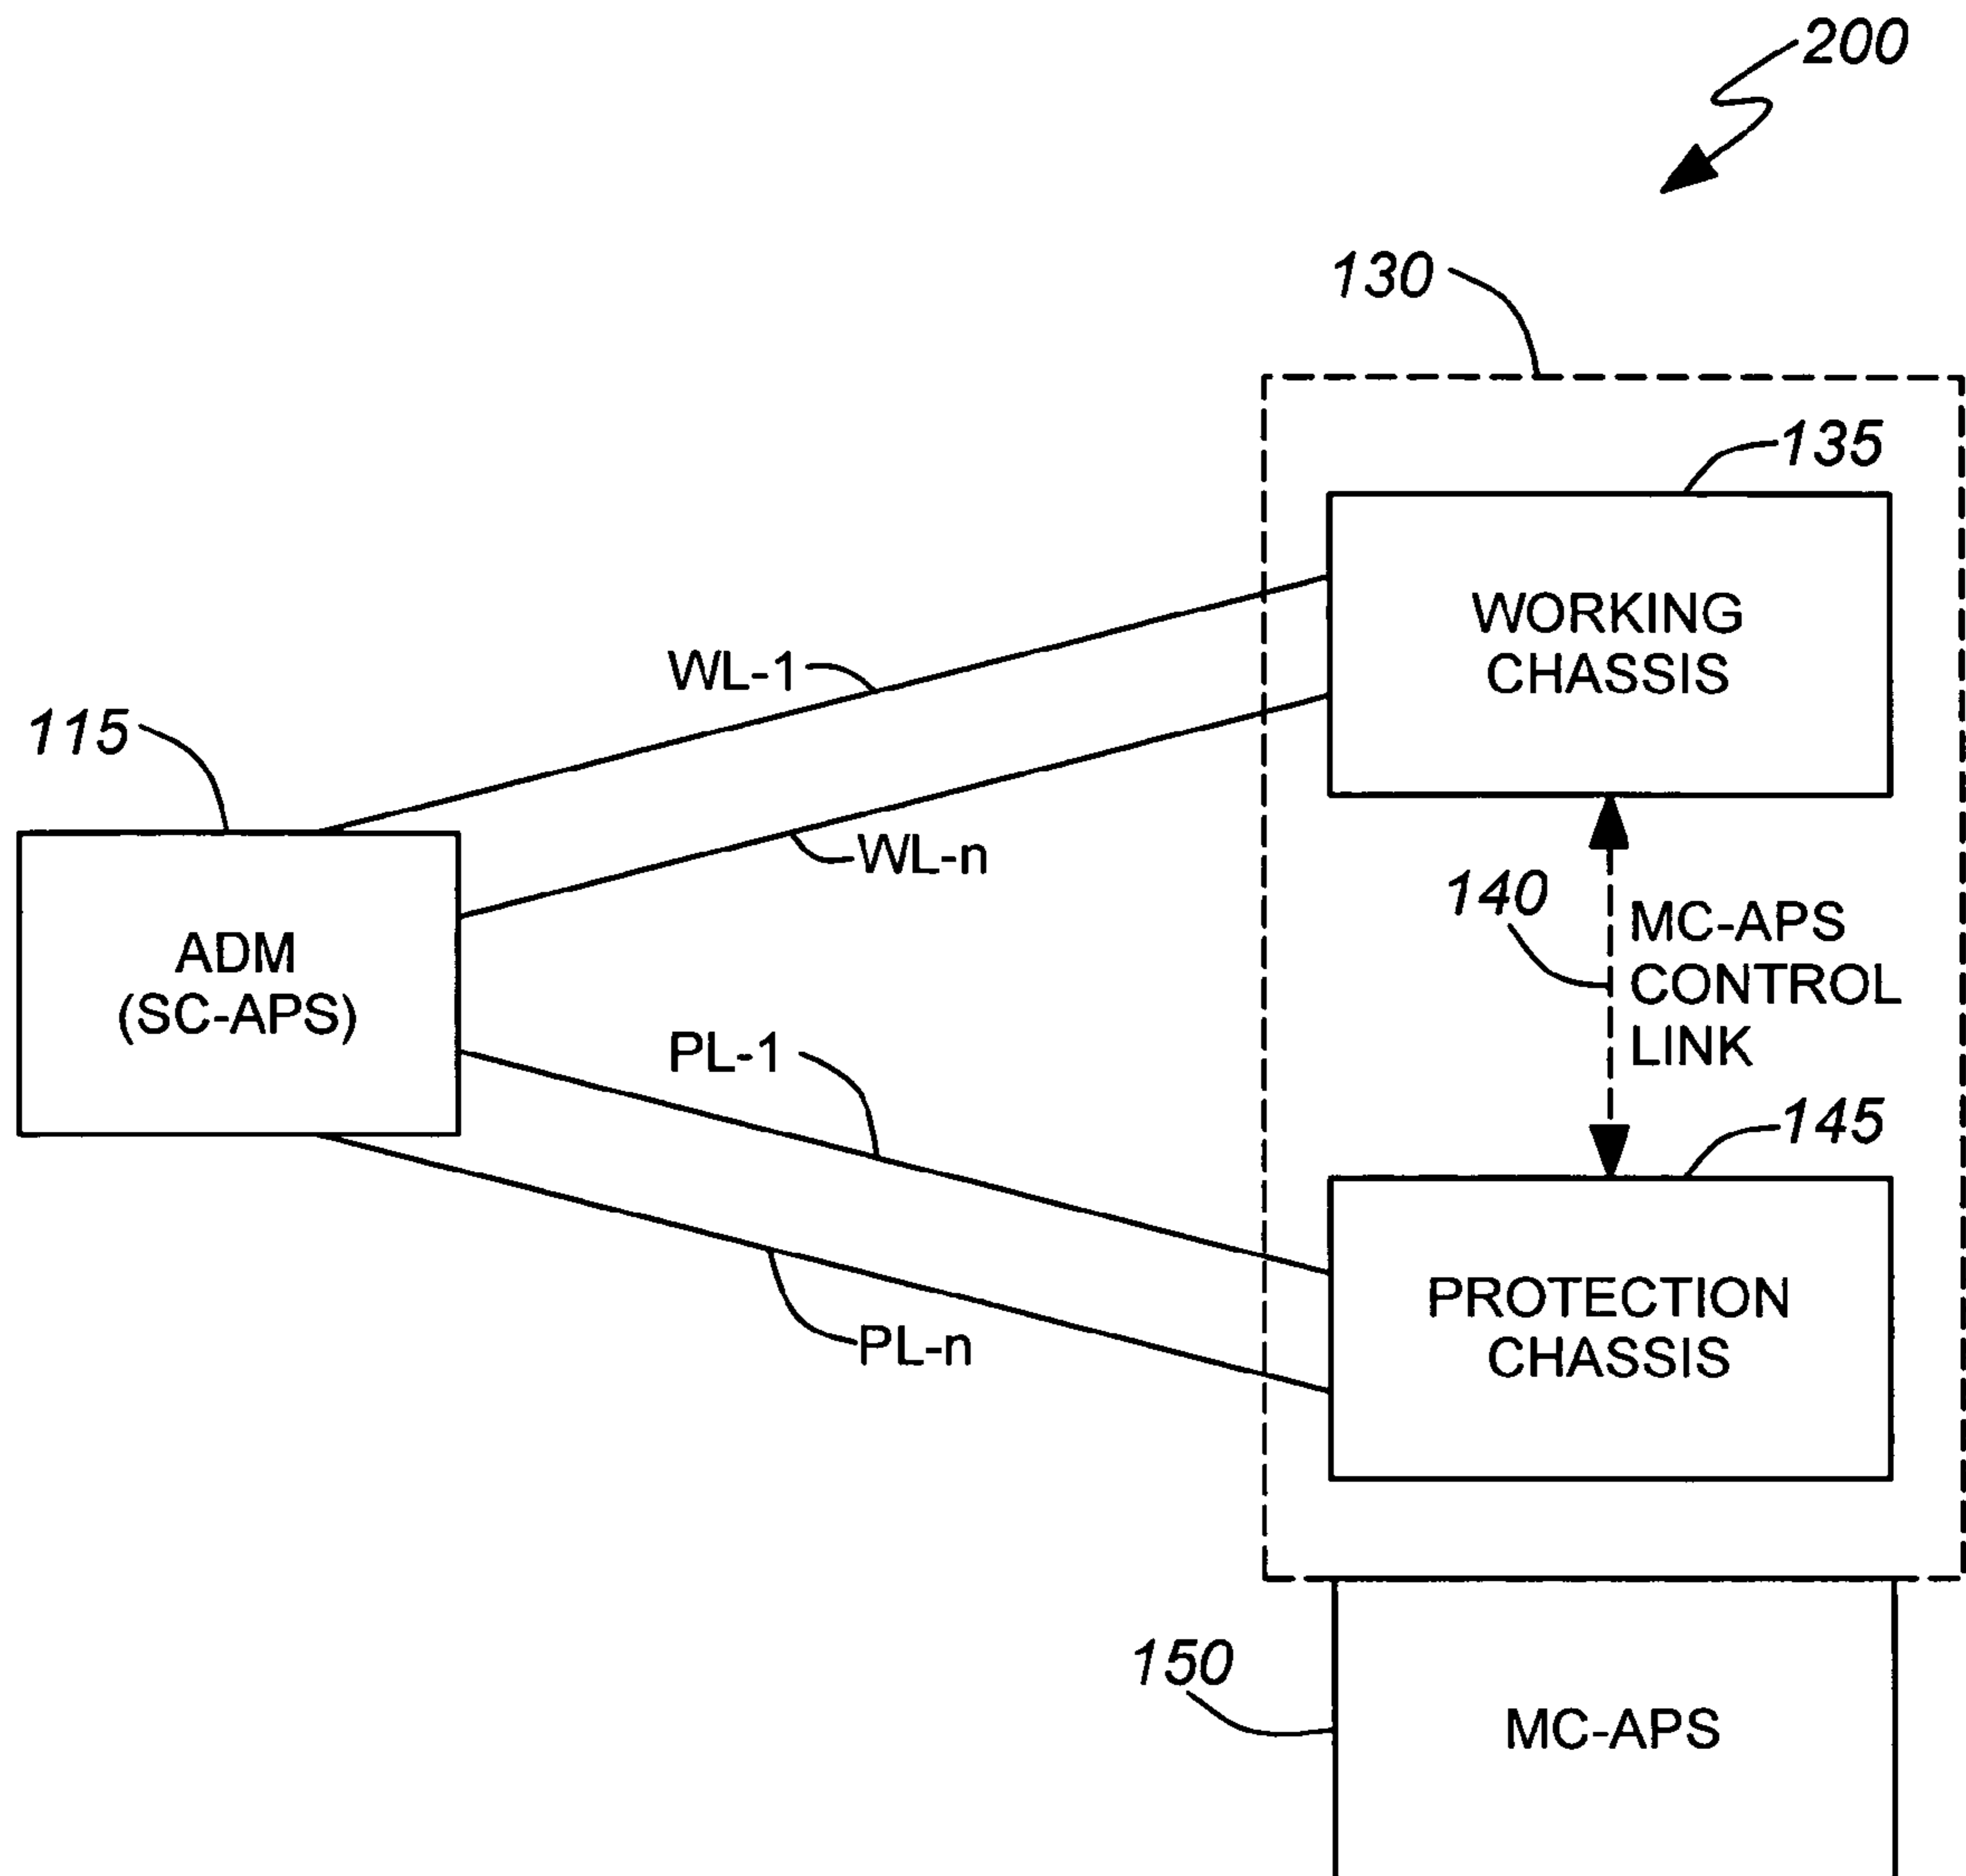 200
130
135
WORKING
CHASSIS
WL-1
115
WL-n
140
MC-APS
CONTROL
LINK
ADM
(SC-APS)
PL-1
145
PROTECTION
CHASSIS
PL-n
150
MC-APS